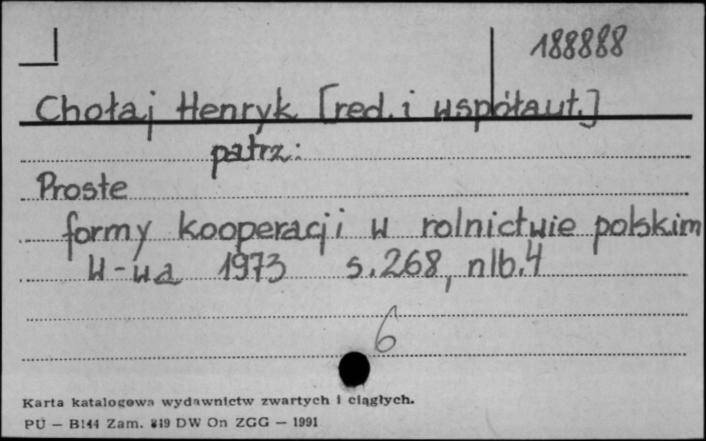 188888
Chołaj Henryk [red. i współaut.]
patrz:
Proste
formy kooperacji w rolnictwie polskim
W-wa 1973 s. 268, nlb. 4
6
Karta katalogowa wydawnictw zwartych i ciągłych.
PU — B144 Zam. 819 DW On ZGG — 1991